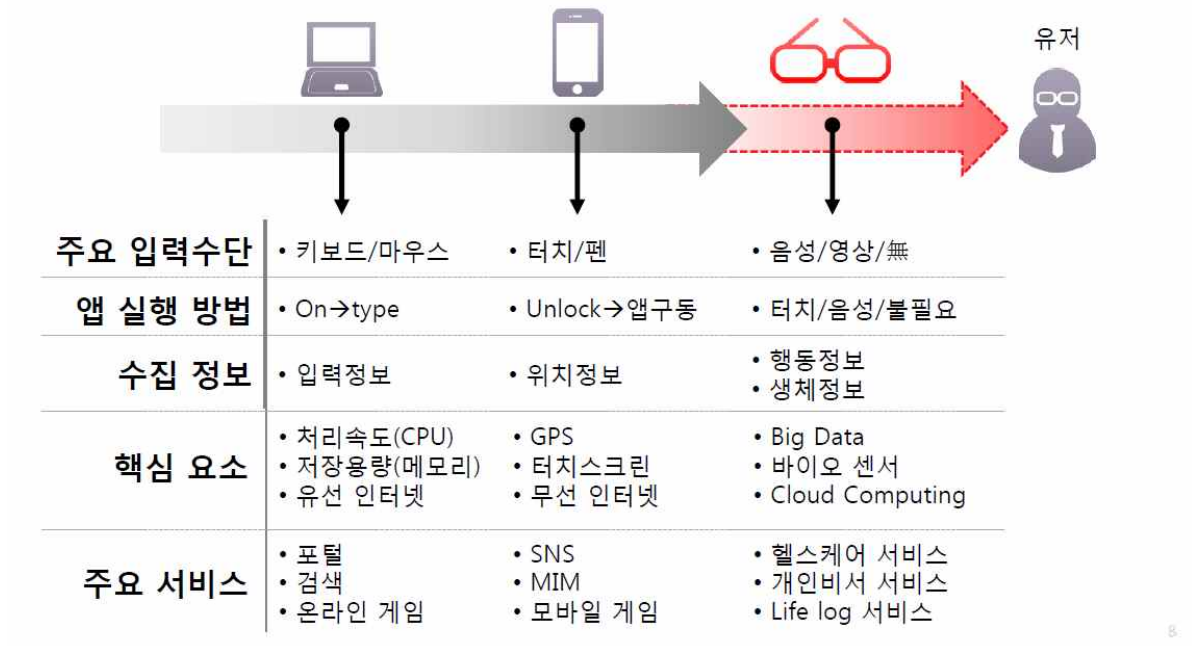 유저
주요 입력수단
• 키보드/마우스
• 터치/펜
• 음성/영상/無
앱 실행 방법
• On→type
• Unlock→앱구동
• 터치/음성/불필요
수집 정보
• 입력정보
• 위치정보
• 행동정보
• 생체정보
핵심 요소
• 처리속도(CPU)
• 저장용량(메모리)
• 유선 인터넷
• GPS
• 터치스크린
• 무선 인터넷
• Big Data
• 바이오 센서
• Cloud Computing
주요 서비스
• 포털
• 검색
• 온라인 게임
• SNS
• MIM
• 모바일 게임
• 헬스케어 서비스
• 개인비서 서비스
• Life log 서비스
8